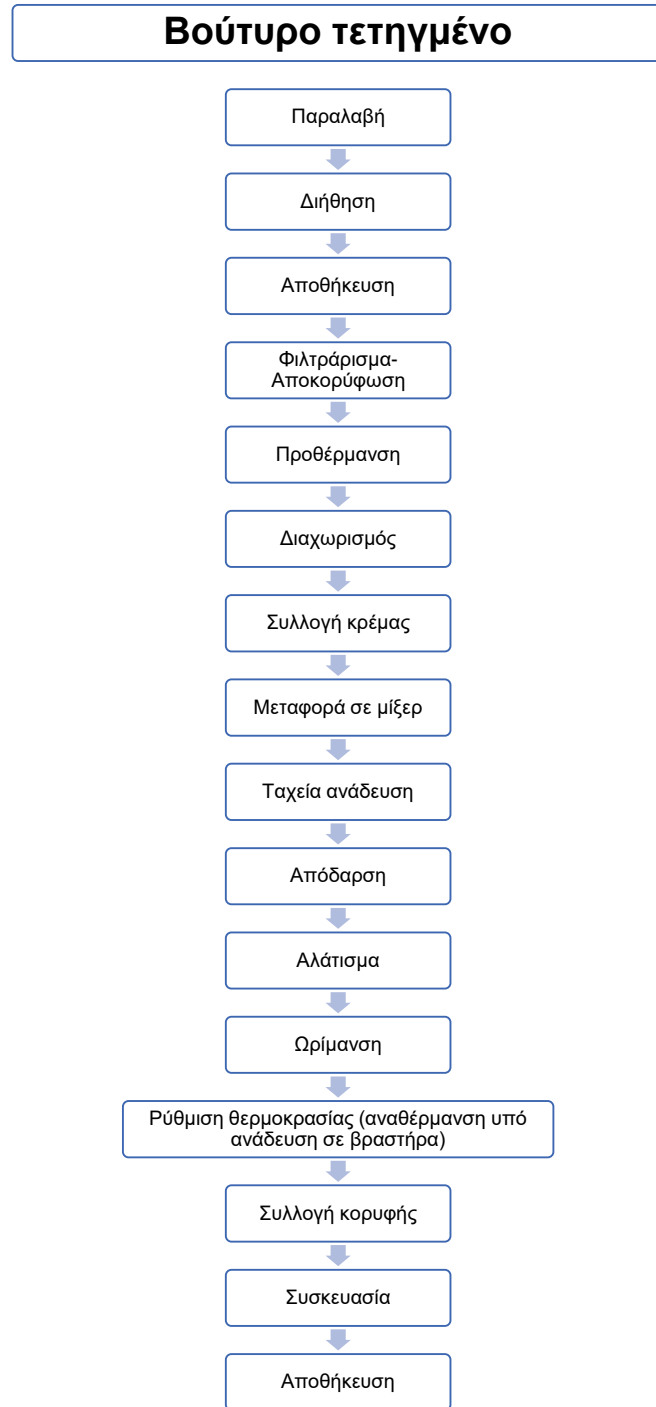 Βούτυρο τετηγμένο
Παραλαβή
Διήθηση
Αποθήκευση
Φιλτράρισμα-
Αποκορύφωση
Προθέρμανση
Διαχωρισμός
Συλλογή κρέμας
Μεταφορά σε μίξερ
Ταχεία ανάδευση
Απόδαρση
Αλάτισμα
Ωρίμανση
Ρύθμιση θερμοκρασίας (αναθέρμανση υπό
ανάδευση σε βραστήρα)
Συλλογή κορυφής
Συσκευασία
Αποθήκευση